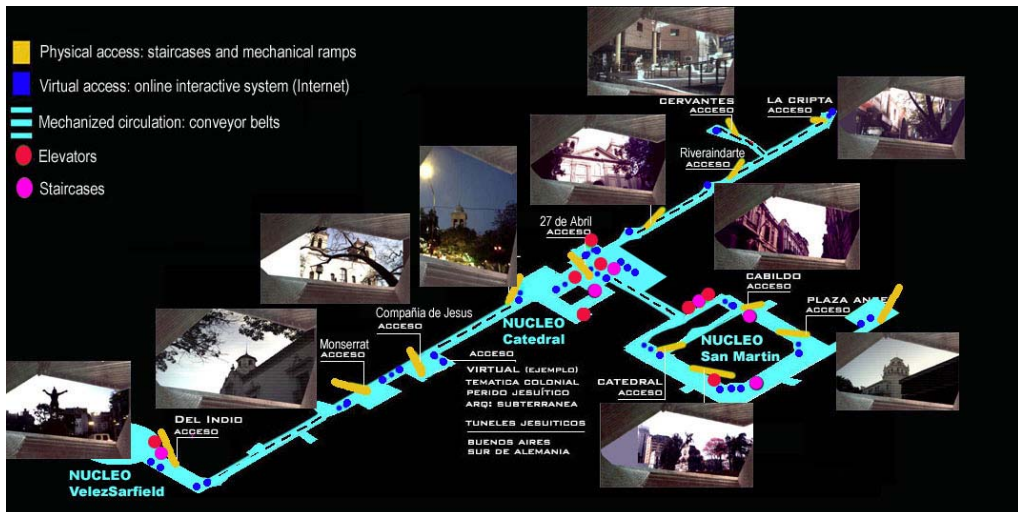 Physical access: staircases and mechanical ramps
Virtual access: online interactive system (Internet)
Mechanized circulation: conveyor belts
Elevators
Staircases
CERVANTES
ACCESO
LA CRIPTA
ACCESO
Riveraindarte
ACCESO
27 de Abril
ACCESO
CABILDO
ACCESO
PLAZA ANGE
ACCESO
Compañia de Jesus
ACCESO
NUCLEO
Catedral
NUCLEO
San Martin
Monserrat
ACCESO
ACCESO
VIRTUAL (EJEMPLO)
TEMATICA COLONIAL
PERIDO JESUÍTICO
ARQ: SUBTERRANEA
TUNELES JESUITICOS
BUENOS AIRES
SUR DE ALEMANIA
CATEDRAL
ACCESO
DEL INDIO
ACCESO
NUCLEO
VelezSarfield